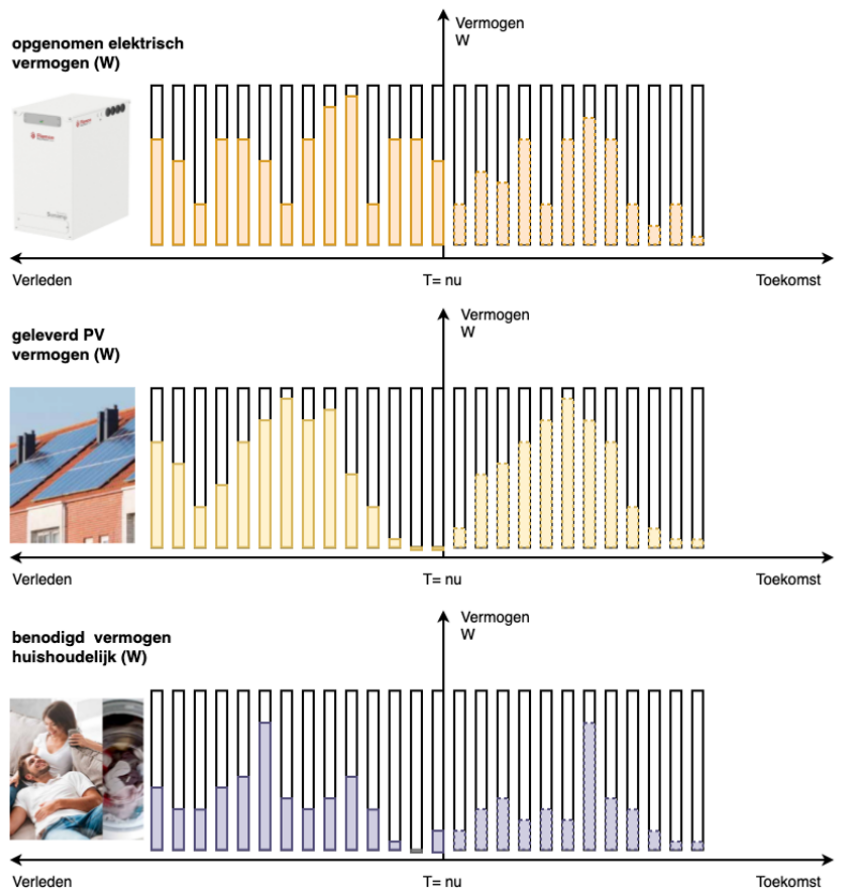 opgenomen elektrisch
vermogen (W)
Vermogen
W
Verleden
T= nu
Toekomst
geleverd PV
vermogen (W)
Vermogen
W
Verleden
T= nu
Toekomst
benodigd  vermogen
huishoudelijk (W)
Vermogen
W
Verleden
T= nu
Toekomst